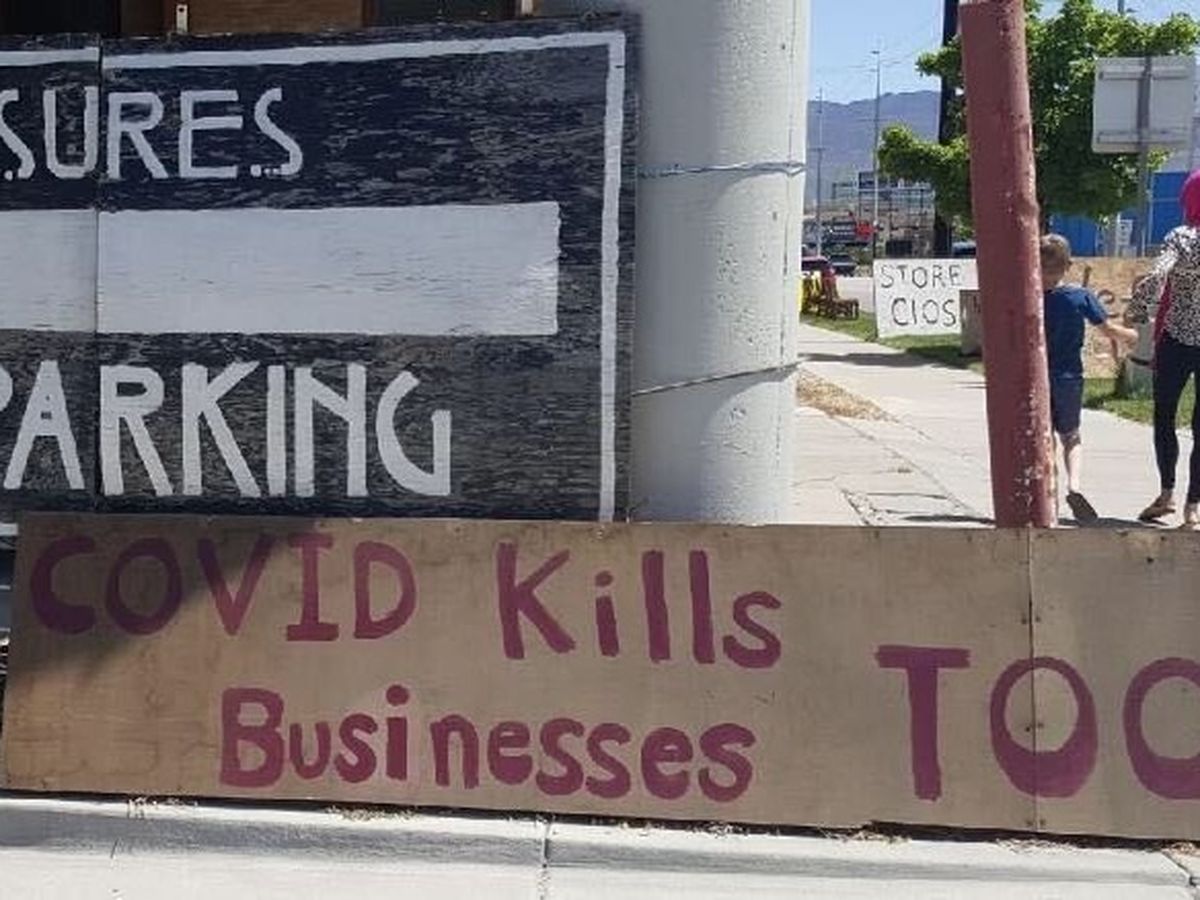 SURES
PARKING
STORE
ClOS
COVID Kills
Businesses TOO